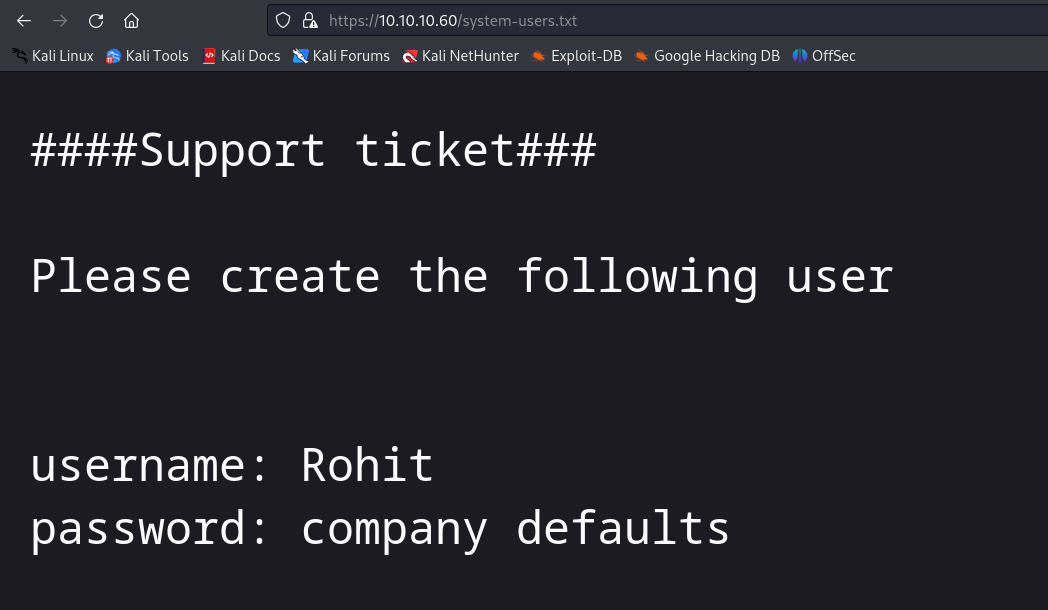 https://10.10.10.60/system-users.txt
Kali Linux Kali Tools Kali Docs Kali Forums Kali NetHunter Exploit-DB Google Hacking DB OffSec
####Support ticket###
Please create the following user
username: Rohit
password: company defaults